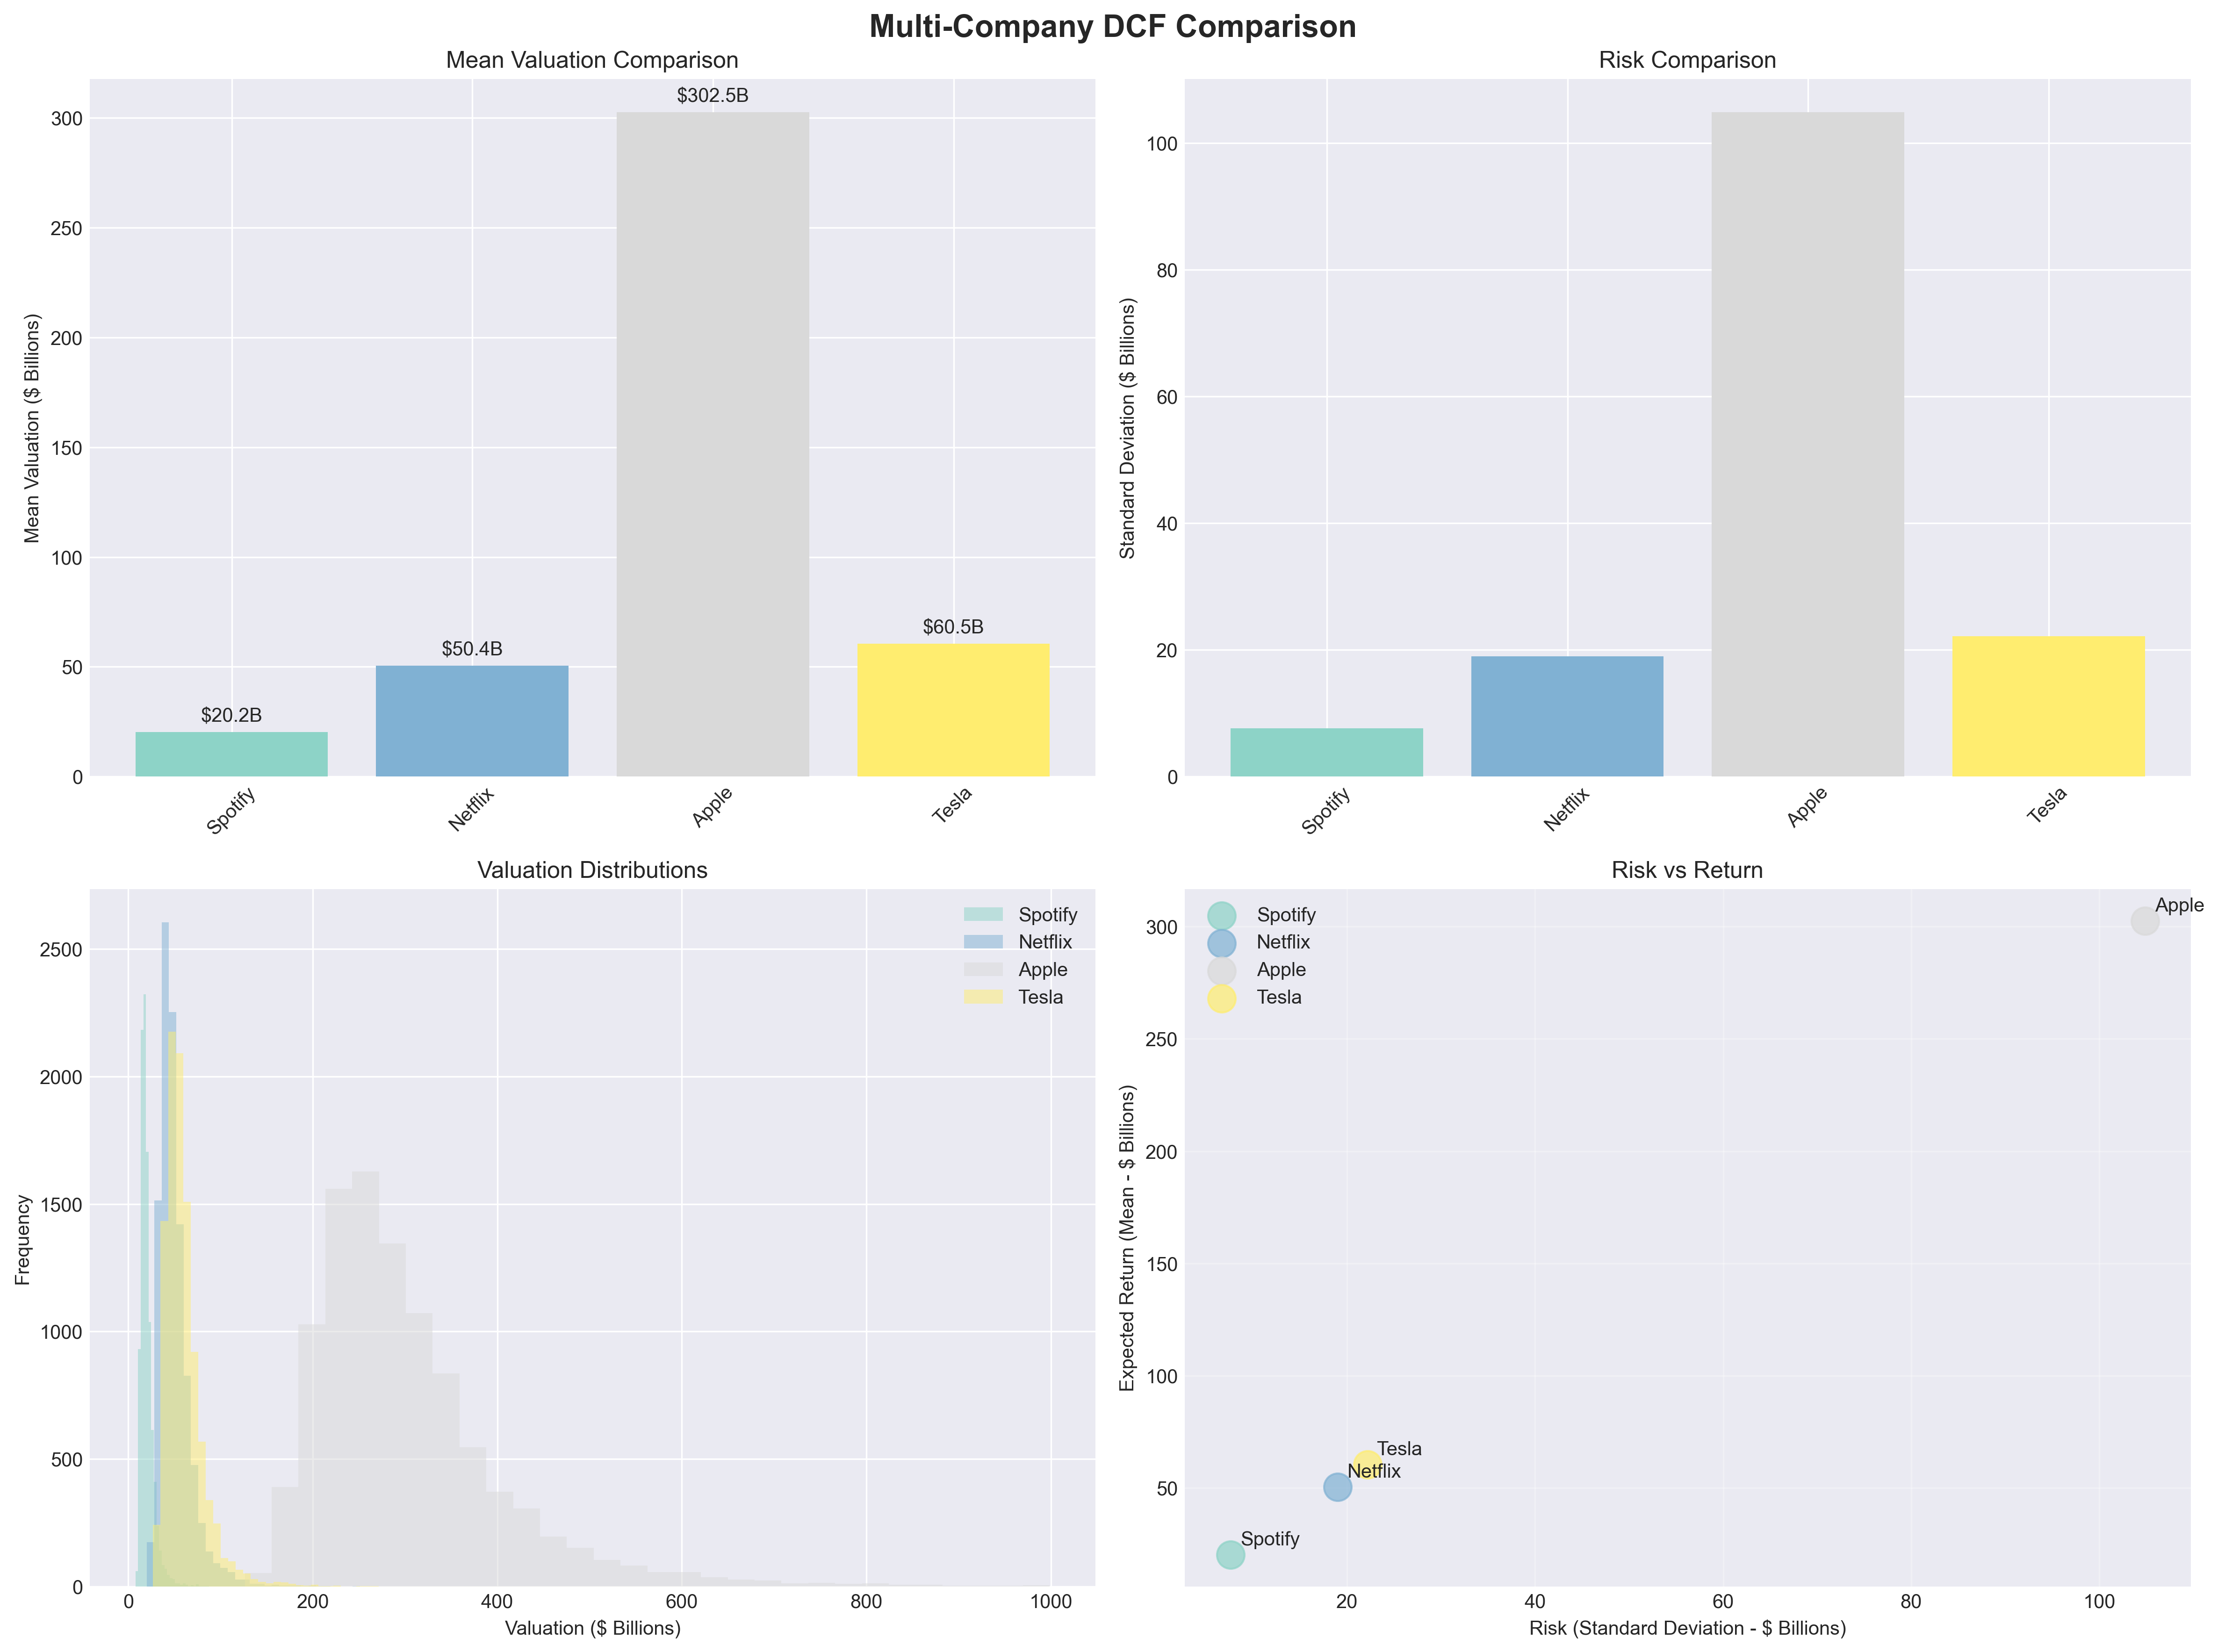 Multi-Company DCF Comparison
Mean Valuation Comparison
Mean Valuation ($ Billions)
300
250
200
150
100
50
0
$20.2B
$50.4B
$302.5B
$60.5B
Spotify
Netflix
Apple
Tesla
Risk Comparison
Standard Deviation ($ Billions)
100
80
60
40
20
0
Spotify
Netflix
Apple
Tesla
Valuation Distributions
Frequency
2500
2000
1500
1000
500
0
Spotify
Netflix
Apple
Tesla
0
200
400
600
800
1000
Valuation ($ Billions)
Risk vs Return
Expected Return (Mean - $ Billions)
300
250
200
150
100
50
Spotify
Netflix
Apple
Tesla
Apple
Tesla
Netflix
Spotify
20
40
60
80
100
Risk (Standard Deviation - $ Billions)